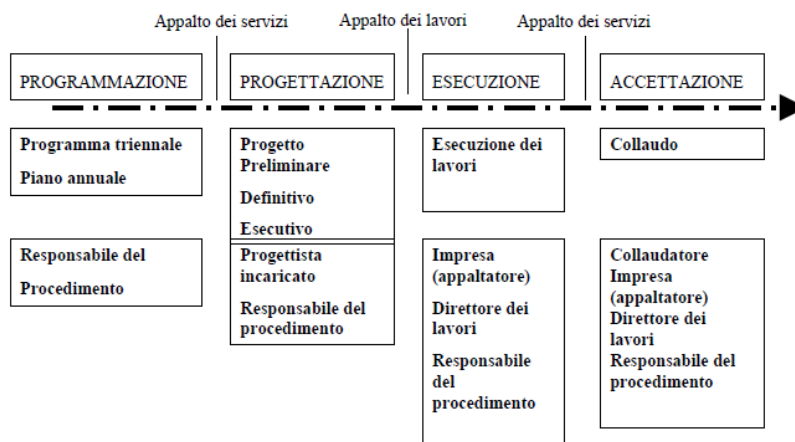 Appalto dei servizi
Appalto dei lavori
Appalto dei servizi
PROGRAMMAZIONE
PROGETTAZIONE
ESECUZIONE
ACCETTAZIONE
Programma triennale
Piano annuale
Progetto
Preliminare
Definitivo
Esecutivo
Esecuzione dei
lavori
Collaudo
Responsabile del
Procedimento
Progettista
incaricato
Responsabile del
procedimento
Impresa
(appaltatore)
Direttore dei
lavori
Responsabile
del
procedimento
Collaudatore
Impresa
(appaltatore)
Direttore dei
lavori
Responsabile del
procedimento